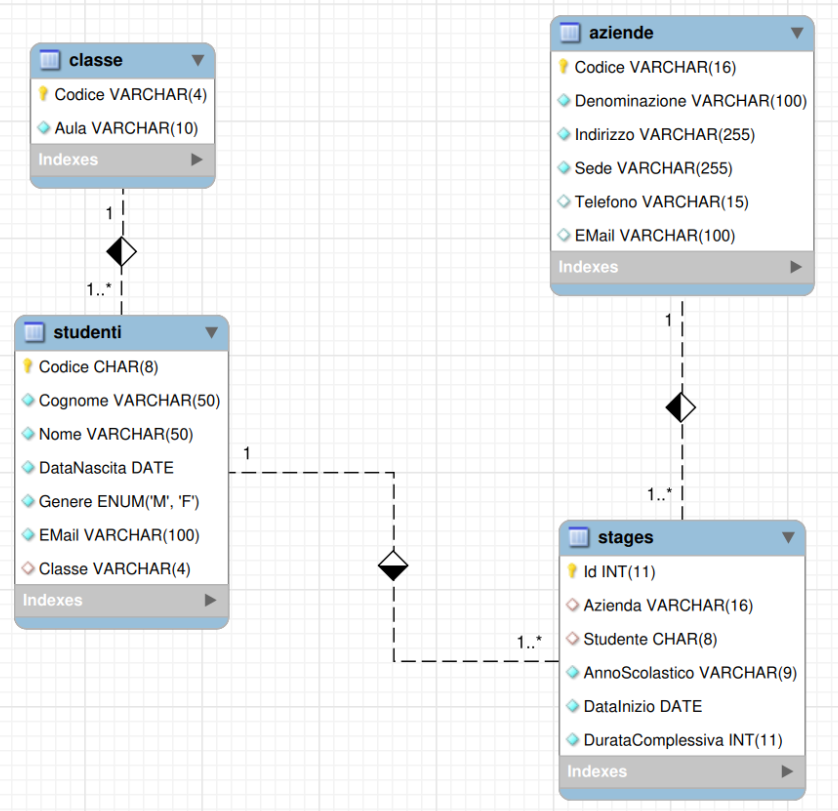 classe
Codice VARCHAR(4)
Aula VARCHAR(10)
Indexes
1
1..*
studenti
Codice CHAR(8)
Cognome VARCHAR(50)
Nome VARCHAR(50)
DataNascita DATE
Genere ENUM('M', 'F')
EMail VARCHAR(100)
Classe VARCHAR(4)
Indexes
1
1..*
aziende
Codice VARCHAR(16)
Denominazione VARCHAR(100)
Indirizzo VARCHAR(255)
Sede VARCHAR(255)
Telefono VARCHAR(15)
EMail VARCHAR(100)
Indexes
1
1..*
stages
Id INT(11)
Azienda VARCHAR(16)
Studente CHAR(8)
AnnoScolastico VARCHAR(9)
DataInizio DATE
DurataComplessiva INT(11)
Indexes